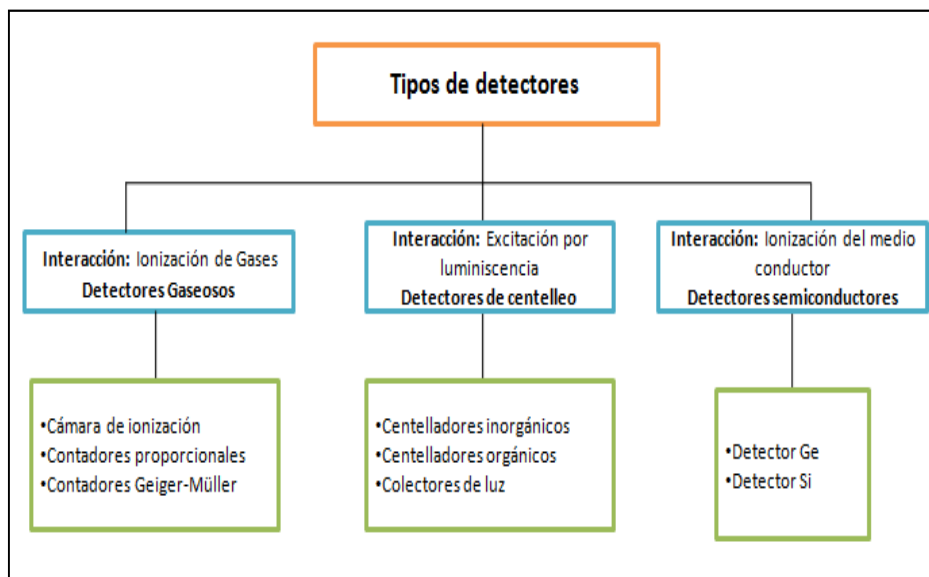 Tipos de detectores
Interacción: Ionización de Gases
Detectores Gaseosos
Interacción: Excitación por
luminiscencia
Detectores de centelleo
Interacción: Ionización del medio
conductor
Detectores semiconductores
•Cámara de ionización
•Contadores proporcionales
•Contadores Geiger-Müller
•Centelladores inorgánicos
•Centelladores orgánicos
•Colectores de luz
•Detector Ge
•Detector Si